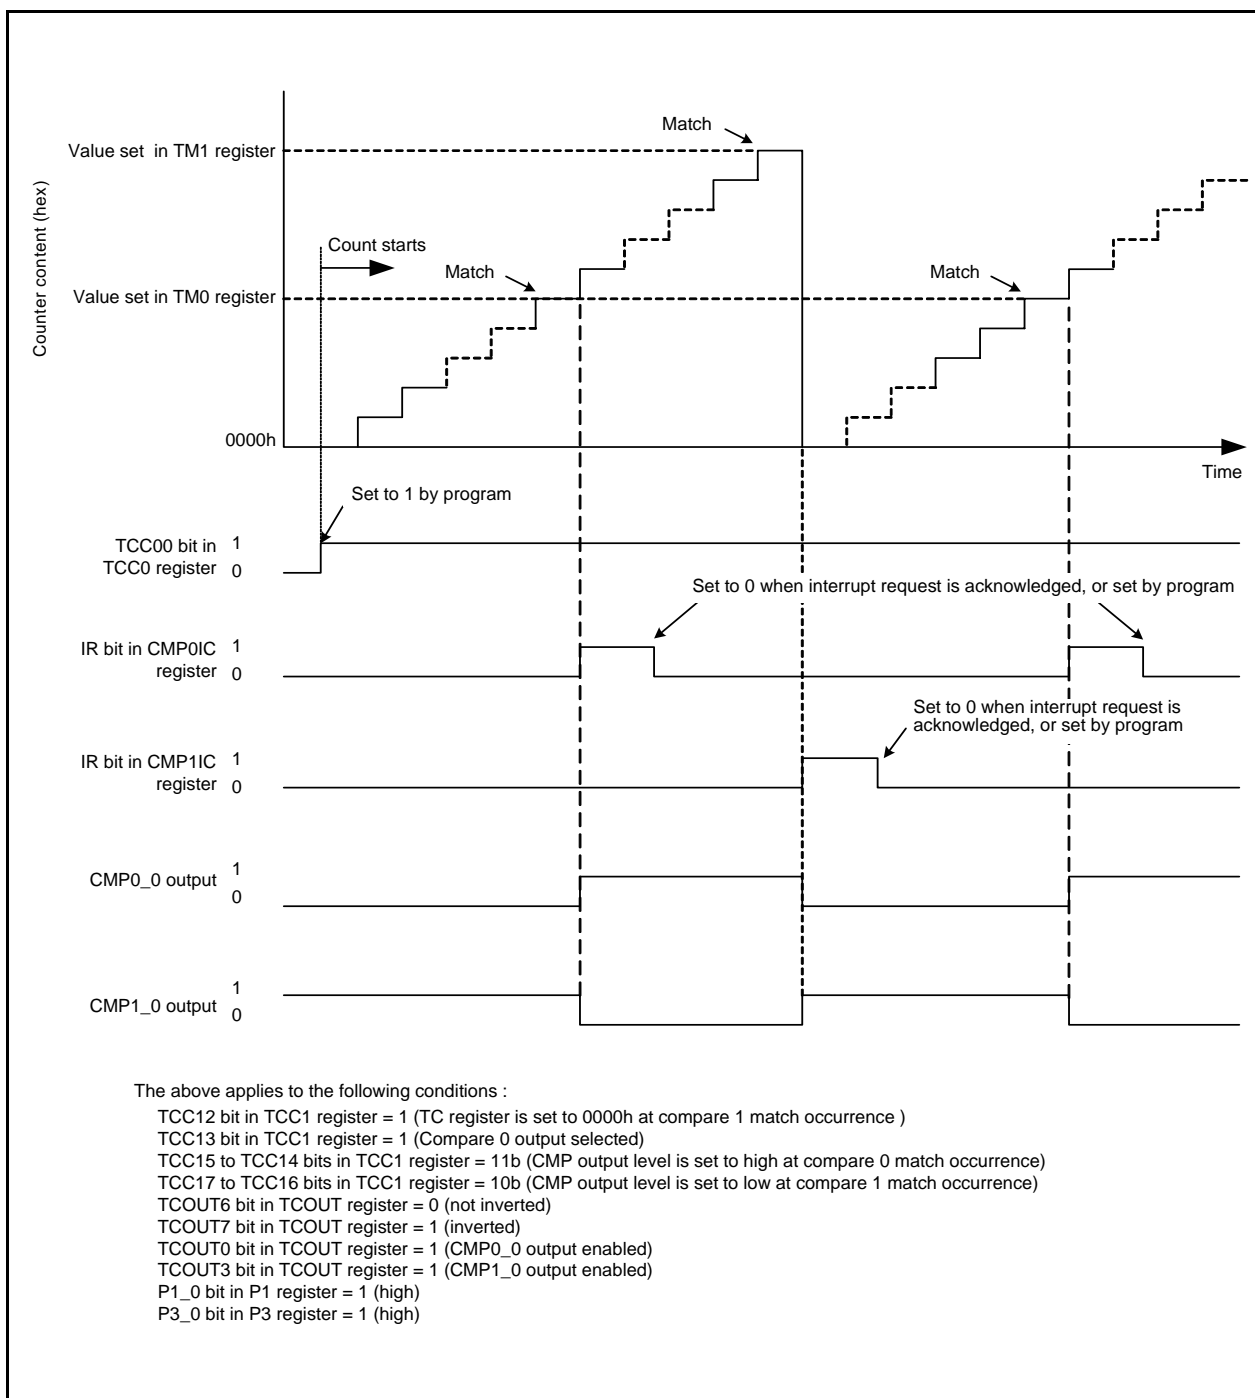 Match
Value set in TM1 register
Counter content (hex)
Count starts
Match
Match
Value set in TM0 register
0000h
Time
Set to 1 by program
TCC00 bit in
TCC0 register
1
0
Set to 0 when interrupt request is acknowledged, or set by program
IR bit in CMP0IC
register
1
0
Set to 0 when interrupt request is
acknowledged, or set by program
IR bit in CMP1IC
register
1
0
CMP0_0 output
1
0
CMP1_0 output
1
0
The above applies to the following conditions :
TCC12 bit in TCC1 register = 1 (TC register is set to 0000h at compare 1 match occurrence )
TCC13 bit in TCC1 register = 1 (Compare 0 output selected)
TCC15 to TCC14 bits in TCC1 register = 11b (CMP output level is set to high at compare 0 match occurrence)
TCC17 to TCC16 bits in TCC1 register = 10b (CMP output level is set to low at compare 1 match occurrence)
TCOUT6 bit in TCOUT register = 0 (not inverted)
TCOUT7 bit in TCOUT register = 1 (inverted)
TCOUT0 bit in TCOUT register = 1 (CMP0_0 output enabled)
TCOUT3 bit in TCOUT register = 1 (CMP1_0 output enabled)
P1_0 bit in P1 register = 1 (high)
P3_0 bit in P3 register = 1 (high)